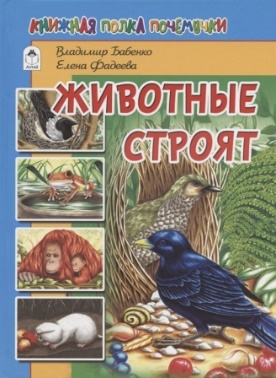 КНИЖНАЯ ПОЛКА ПОЧЕМУЧКИ
Владимир Бабенко
Елена Фадеева
ЖИВОТНЫЕ
СТРОЯТ